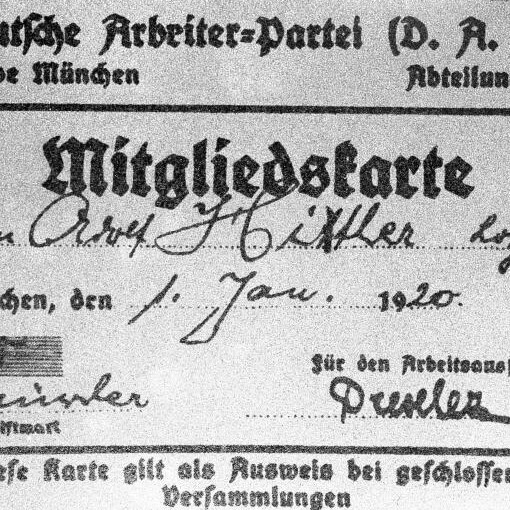 utsche Arbeiter-Partei (D. A.
pe München Abteilun
Mitgliedskarte
Adolf Hitler
chen, den 1. Jan. 1920.
Für den Arbeitsaus
Drexler
ese Karte gilt als Ausweis bei geschlosse
Versammlungen